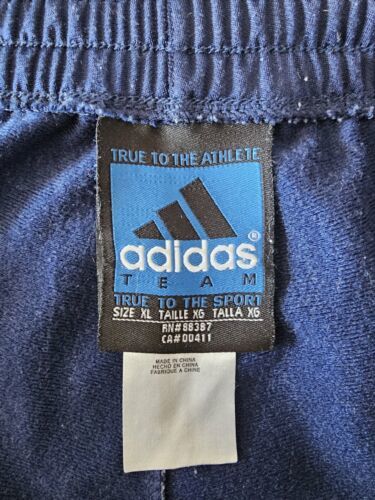 TRUE TO THE ATHLETE
adidas®
TEAM
TRUE TO THE SPORT
SIZE XL TAILLE XG TALLA XG
RN#88387
CA#00411
MADE IN CHINA
HECHO EN CHINA
FABRIQUE A CHINE